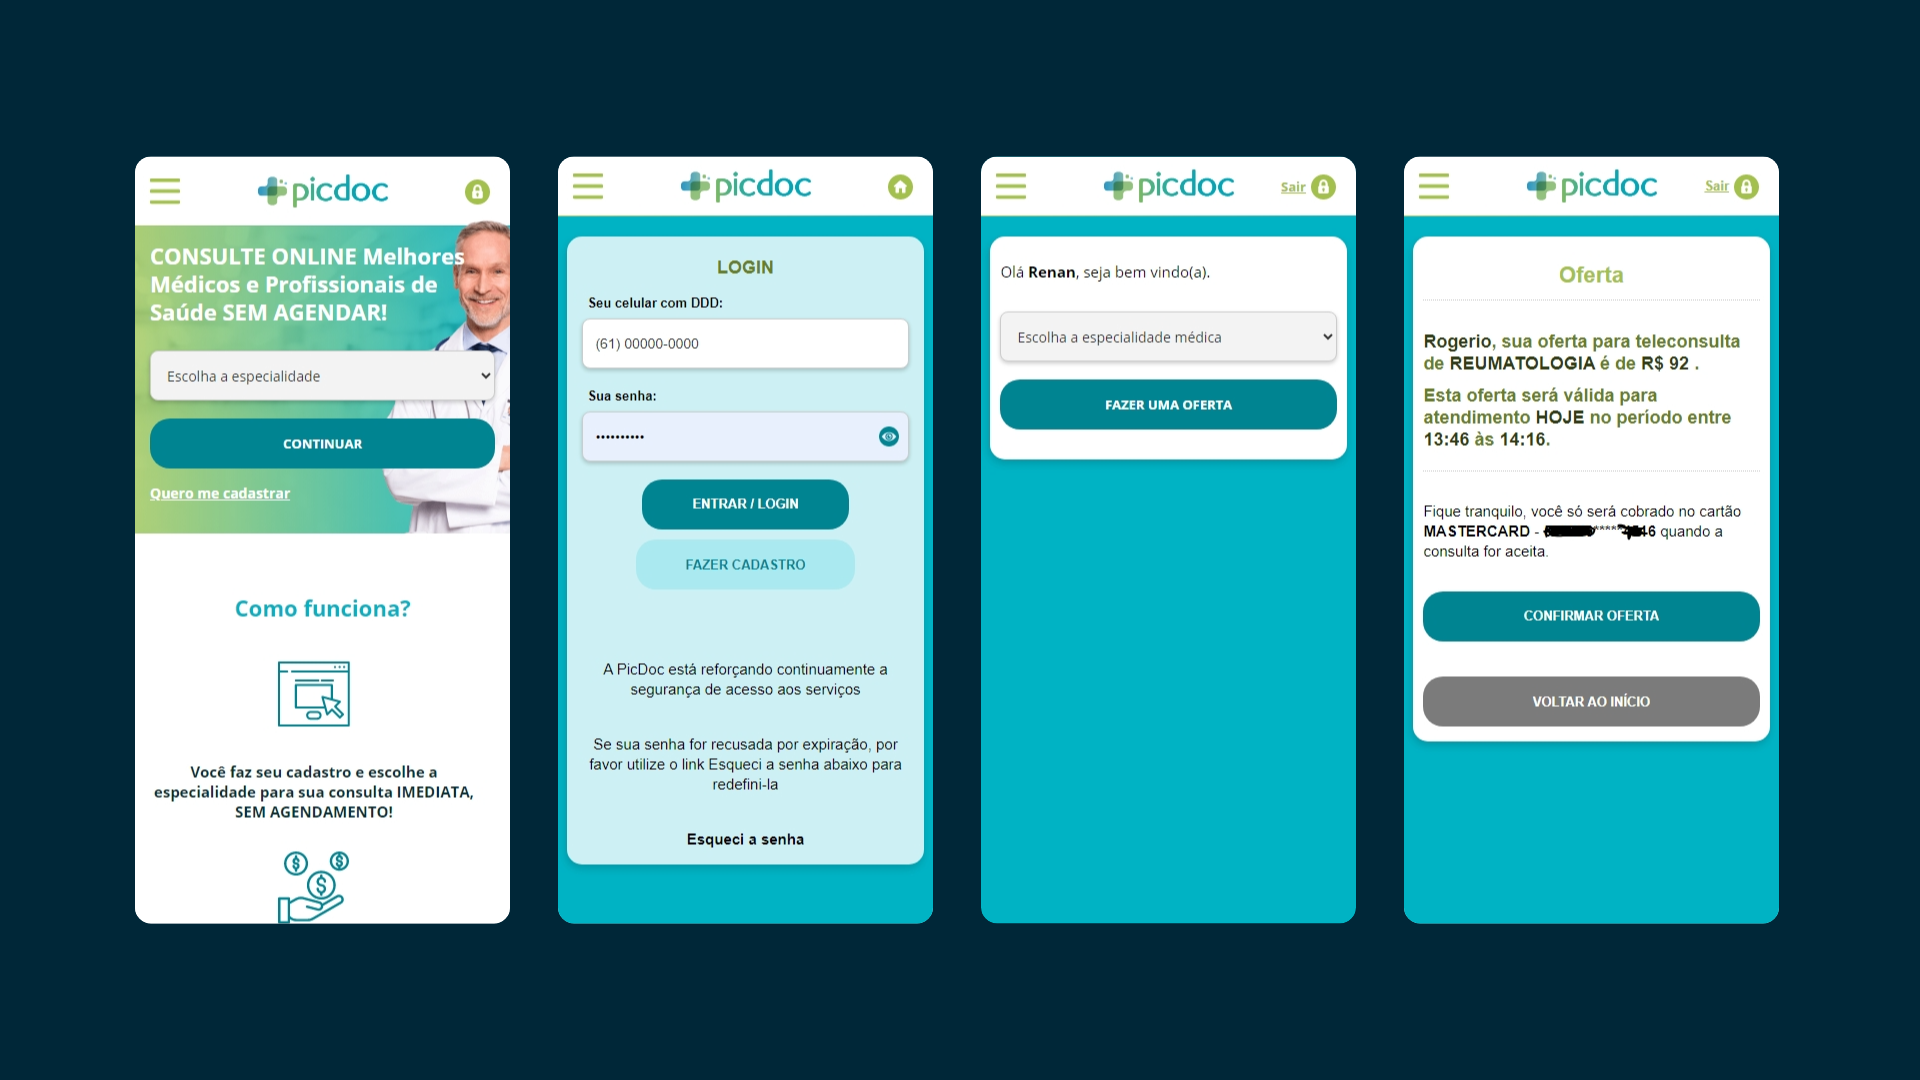 picdoc
CONSULTE ONLINE Melhores
Médicos e Profissionais de
Saúde SEM AGENDAR!
Escolha a especialidade
CONTINUAR
Quero me cadastrar
Como funciona?
Você faz seu cadastro e escolhe a
especialidade para sua consulta IMEDIATA,
SEM AGENDAMENTO!
picdoc
LOGIN
Seu celular com DDD:
(61) 00000-0000
Sua senha:
••••••••••
ENTRAR / LOGIN
FAZER CADASTRO
A PicDoc está reforçando continuamente a
segurança de acesso aos serviços
Se sua senha for recusada por expiração, por
favor utilize o link Esqueci a senha abaixo para
redefini-la
Esqueci a senha
picdoc
Sair
Olá Renan, seja bem vindo(a).
Escolha a especialidade médica
FAZER UMA OFERTA
picdoc
Sair
Oferta
Rogerio, sua oferta para teleconsulta
de REUMATOLOGIA é de R$ 92 .
Esta oferta será válida para
atendimento HOJE no período entre
13:46 às 14:16.
Fique tranquilo, você só será cobrado no cartão
MASTERCARD - quando a
consulta for aceita.
CONFIRMAR OFERTA
VOLTAR AO INÍCIO